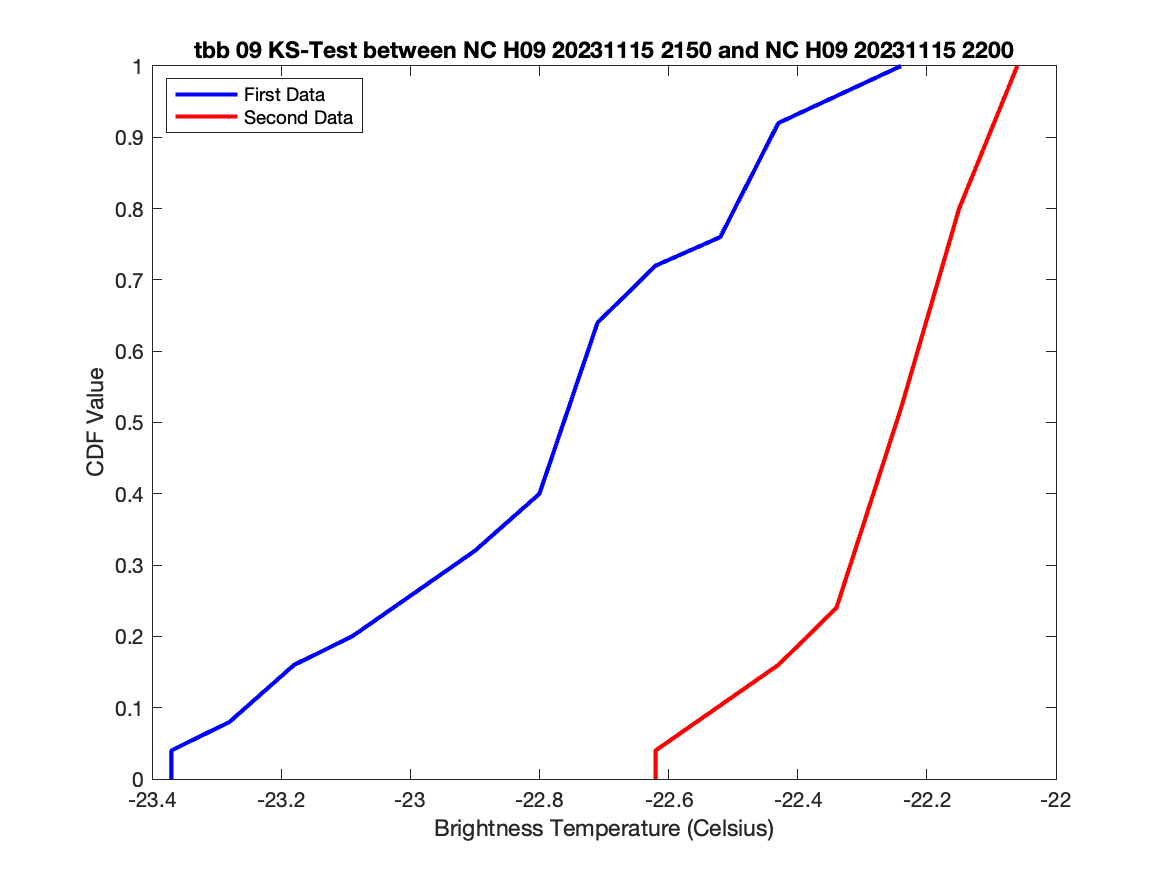 tbb 09 KS-Test between NC H09 20231115 2150 and NC H09 20231115 2200
First Data
Second Data
1
0.9
0.8
0.7
0.6
0.5
0.4
0.3
0.2
0.1
0
CDF Value
-23.4 -23.2 -23 -22.8 -22.6 -22.4 -22.2 -22
Brightness Temperature (Celsius)